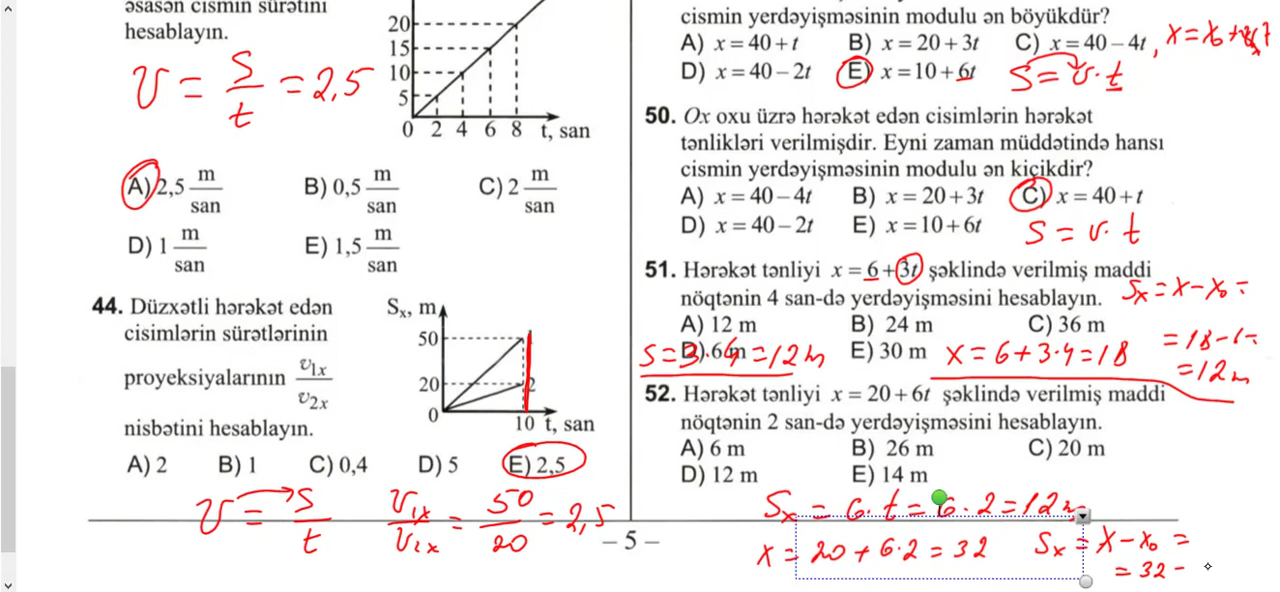 əsasən cismin sürətini
hesablayın.
20
15
10
5
0 2 4 6 8 t, san
v = s/t = 2,5
A) 2,5 m/san B) 0,5 m/san C) 2 m/san
D) 1 m/san E) 1,5 m/san
44. Düzxətli hərəkət edən
cisimlərin sürətlərinin
proyeksiyalarının v1x/v2x
nisbətini hesablayın.
Sx, m
50
20
2
0 10 t, san
A) 2 B) 1 C) 0,4 D) 5 E) 2,5
v = s/t v1x/v2x = 50/20 = 2,5
cismin yerdəyişməsinin modulu ən böyükdür?
A) x = 40 + t B) x = 20 + 3t C) x = 40 − 4t
D) x = 40 − 2t E) x = 10 + 6t
S = v · t
50. Ox oxu üzrə hərəkət edən cisimlərin hərəkət
tənlikləri verilmişdir. Eyni zaman müddətində hansı
cismin yerdəyişməsinin modulu ən kiçikdir?
A) x = 40 − 4t B) x = 20 + 3t C) x = 40 + t
D) x = 40 − 2t E) x = 10 + 6t
S = v · t
51. Hərəkət tənliyi x = 6 + 3t şəklində verilmiş maddi
nöqtənin 4 san-də yerdəyişməsini hesablayın.
Sx = x − x0 =
A) 12 m B) 24 m C) 36 m
= 18 − 6 =
D) 6 m E) 30 m
S = 3 · 4 = 12 m
x = 6 + 3 · 4 = 18
= 12 m
52. Hərəkət tənliyi x = 20 + 6t şəklində verilmiş maddi
nöqtənin 2 san-də yerdəyişməsini hesablayın.
A) 6 m B) 26 m C) 20 m
D) 12 m E) 14 m
Sx = 6 · t = 6 · 2 = 12 m
x = 20 + 6 · 2 = 32 Sx = x − x0 =
= 32 −
– 5 –